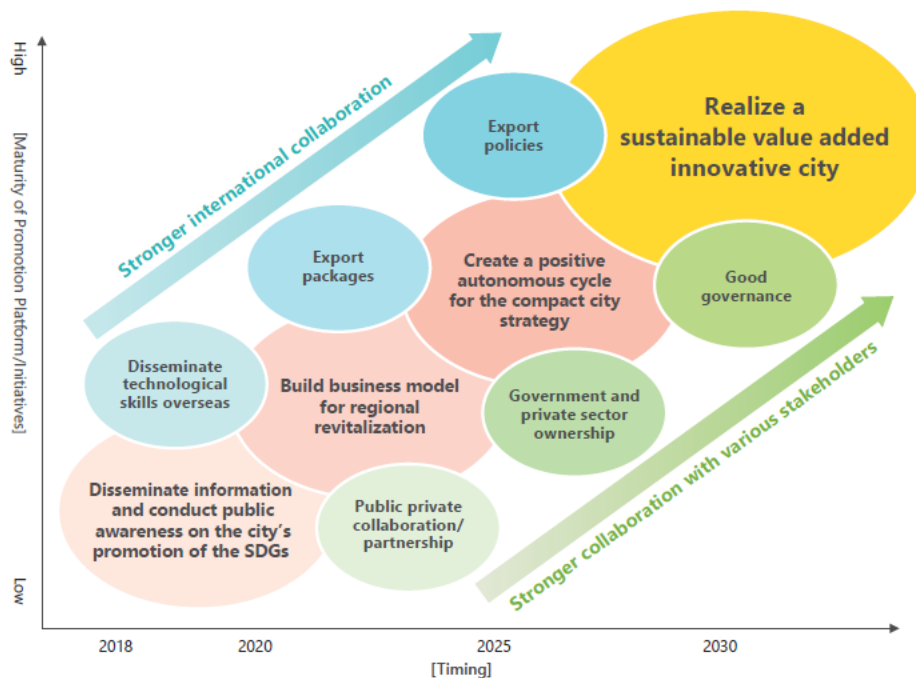 High
[Maturity of Promotion Platform/Initiatives]
Low
Stronger international collaboration
Export
policies
Realize a
sustainable value added
innovative city
Export
packages
Create a positive
autonomous cycle
for the compact city
strategy
Good
governance
Disseminate
technological
skills overseas
Build business model
for regional
revitalization
Government and
private sector
ownership
Disseminate information
and conduct public
awareness on the city’s
promotion of the SDGs
Public private
collaboration/
partnership
Stronger collaboration with various stakeholders
2018 2020 2025 2030
[Timing]